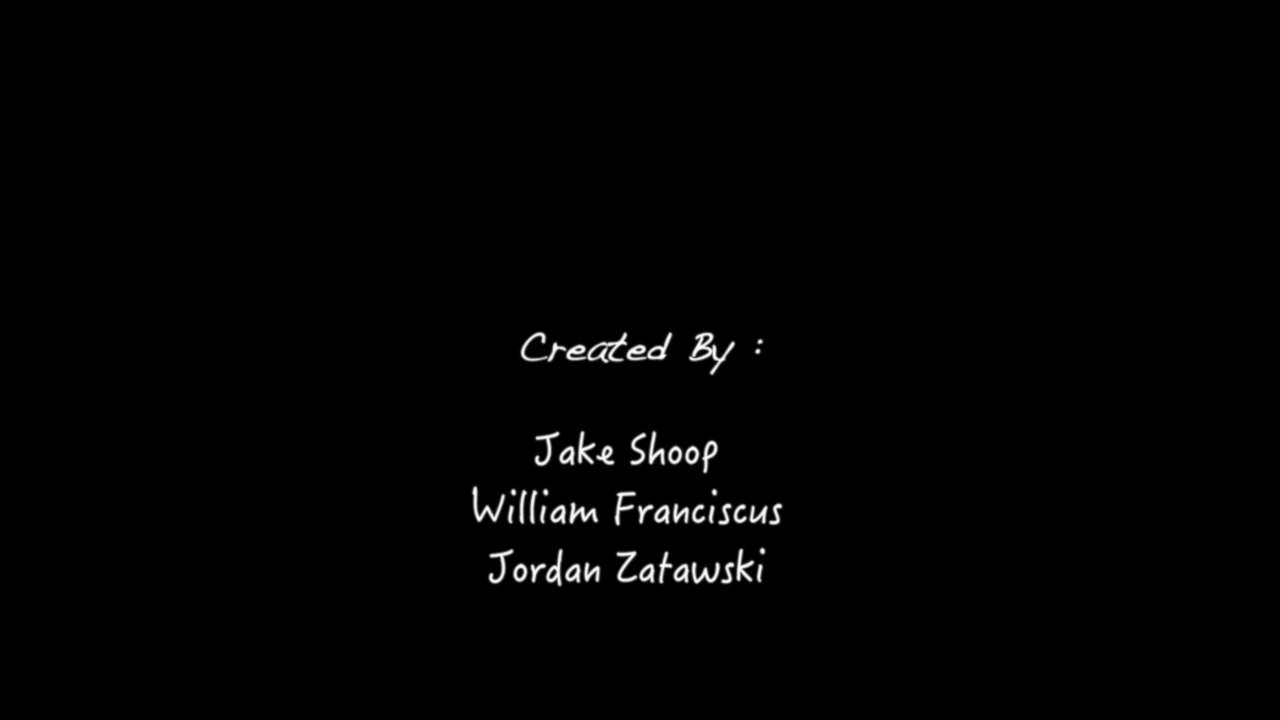 Created By :
Jake Shoop
William Franciscus
Jordan Zatawski